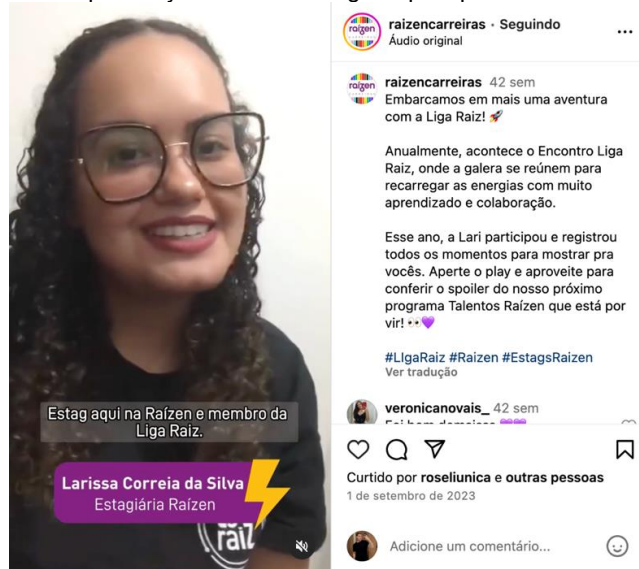 Estag aqui na Raízen e membro da
Liga Raiz.
Larissa Correia da Silva
Estagiária Raízen
raiz
raízen
raizencarreiras • Seguindo
Áudio original
raízen
raizencarreiras 42 sem
Embarcamos em mais uma aventura
com a Liga Raiz! 🚀
Anualmente, acontece o Encontro Liga
Raiz, onde a galera se reúnem para
recarregar as energias com muito
aprendizado e colaboração.
Esse ano, a Lari participou e registrou
todos os momentos para mostrar pra
vocês. Aperte o play e aproveite para
conferir o spoiler do nosso próximo
programa Talentos Raízen que está por
vir! 👀💜
#LIgaRaiz #Raizen #EstagsRaizen
Ver tradução
veronicanovais_ 42 sem
Curtido por roseliunica e outras pessoas
1 de setembro de 2023
Adicione um comentário...